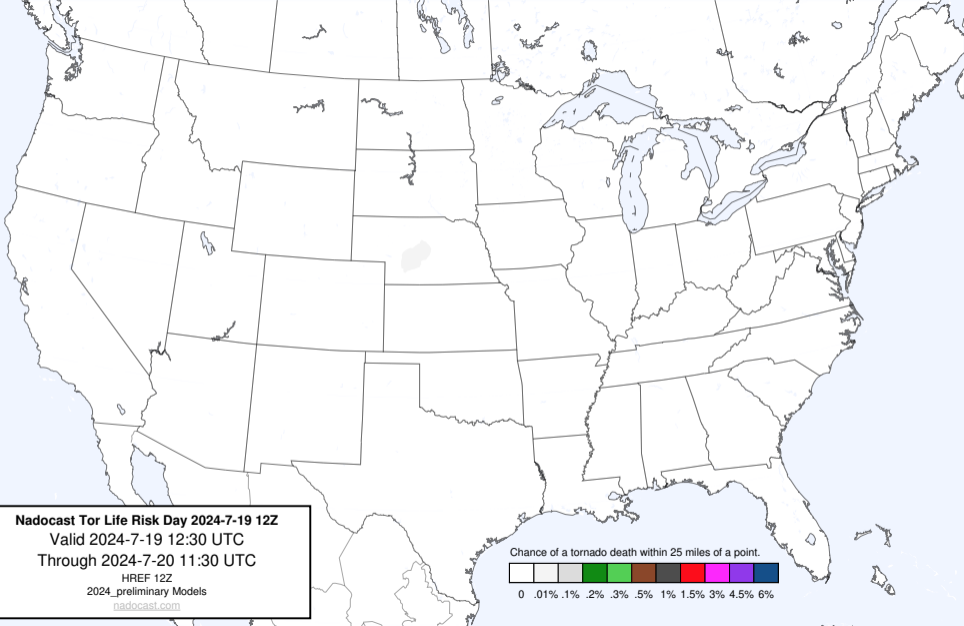 Nadocast Tor Life Risk Day 2024-7-19 12Z
Valid 2024-7-19 12:30 UTC
Through 2024-7-20 11:30 UTC
HREF 12Z
2024_preliminary Models
nadocast.com
Chance of a tornado death within 25 miles of a point.
0 .01% .1% .2% .3% .5% 1% 1.5% 3% 4.5% 6%